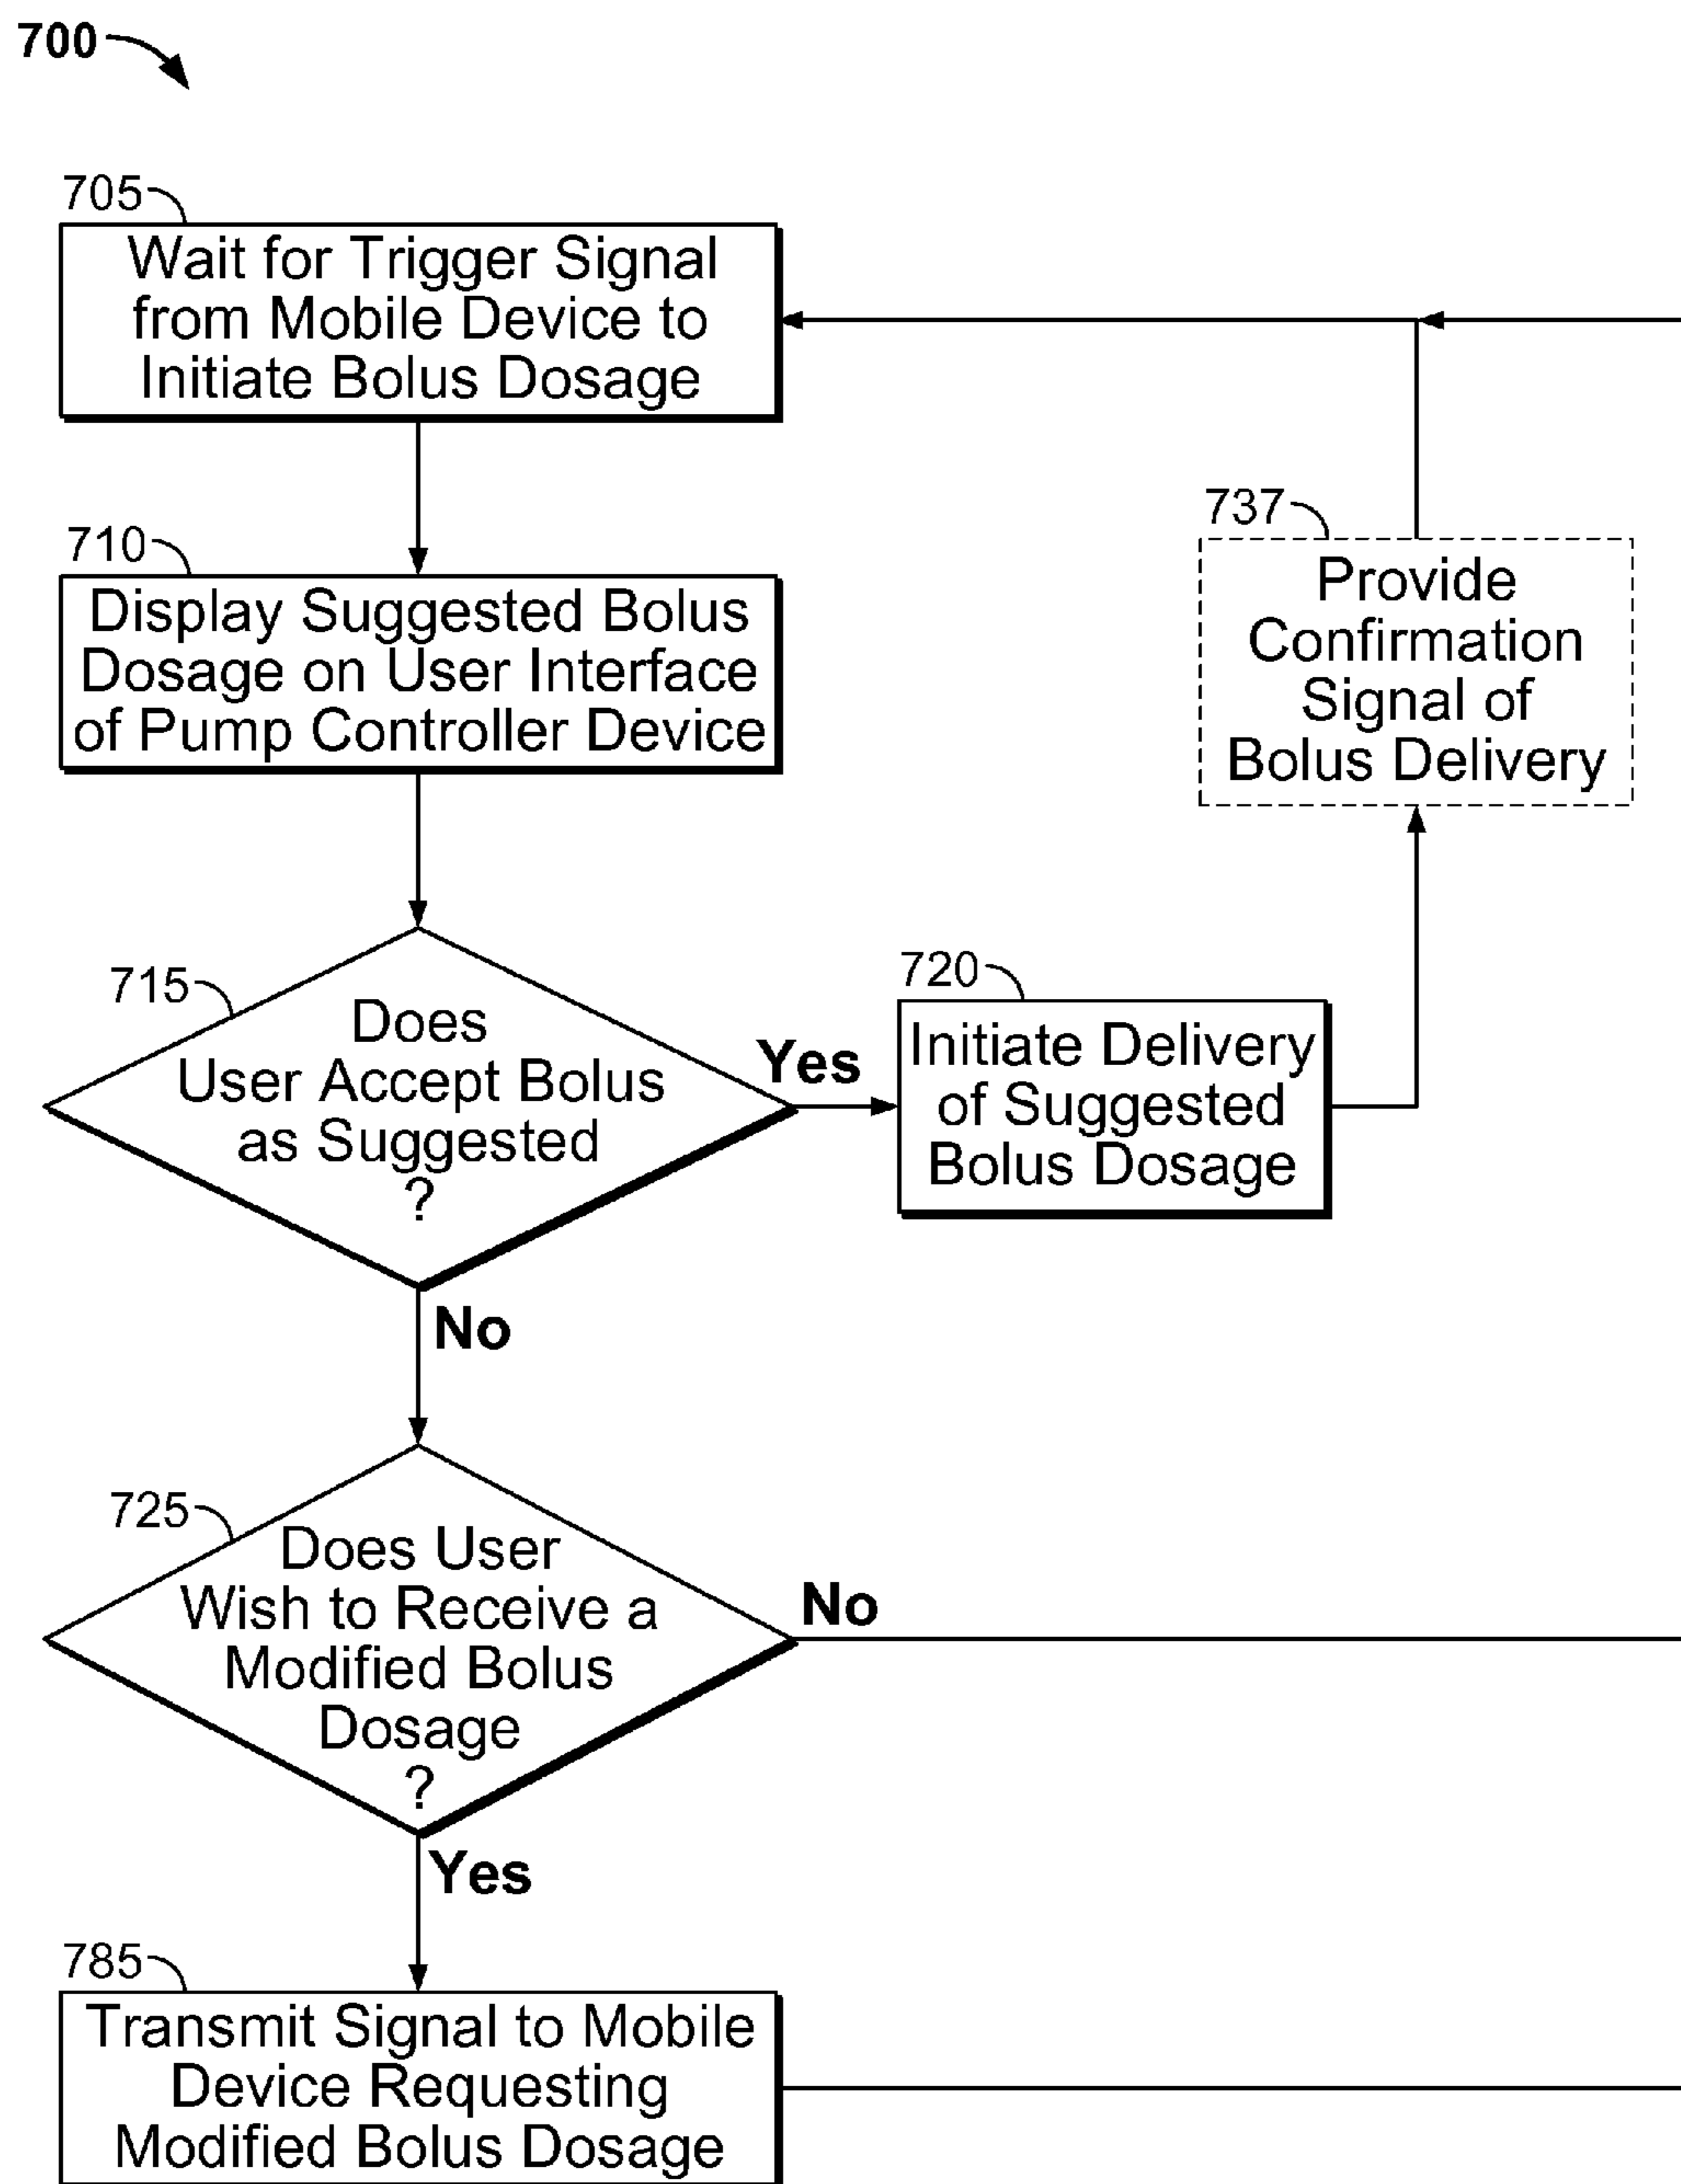 700
705
Wait for Trigger Signal
from Mobile Device to
Initiate Bolus Dosage
710
Display Suggested Bolus
Dosage on User Interface
of Pump Controller Device
737
Provide
Confirmation
Signal of
Bolus Delivery
715
Does
User Accept Bolus
as Suggested
?
Yes
720
Initiate Delivery
of Suggested
Bolus Dosage
No
725
Does User
Wish to Receive a
Modified Bolus
Dosage
?
No
Yes
785
Transmit Signal to Mobile
Device Requesting
Modified Bolus Dosage